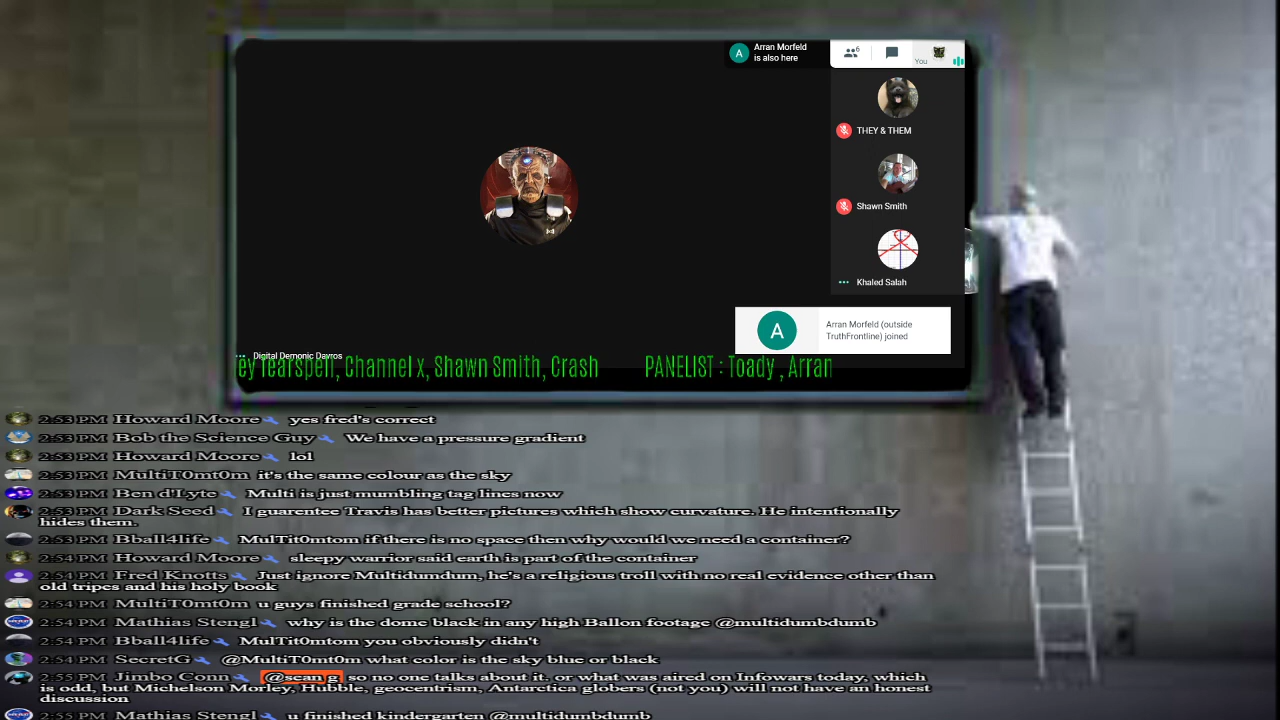 Arran Morfeld
is also here
6
You
THEY & THEM
Shawn Smith
Khaled Salah
A
A
Arran Morfeld (outside
TruthFrontline) joined
Digital Demonic Davros
ey fearspell, Channel x, Shawn Smith, Crash PANELIST : Toady , Arran
2:53 PM Howard Moore yes fred's correct
2:53 PM Bob the Science Guy We have a pressure gradient
2:53 PM Howard Moore lol
2:53 PM MultiT0mt0m it's the same colour as the sky
2:53 PM Ben d'Lyte Multi is just mumbling tag lines now
2:53 PM Dark Seed I guarentee Travis has better pictures which show curvature. He intentionally
hides them.
2:53 PM Bball4life MulTit0mtom if there is no space then why would we need a container?
2:54 PM Howard Moore sleepy warrior said earth is part of the container
2:54 PM Fred Knotts Just ignore Multidumdum, he's a religious troll with no real evidence other than
old tripes and his holy book
2:54 PM MultiT0mt0m u guys finished grade school?
2:54 PM Mathias Stengl why is the dome black in any high Ballon footage @multidumbdumb
2:54 PM Bball4life MulTit0mtom you obviously didn't
2:54 PM SecretG @MultiT0mt0m what color is the sky blue or black
2:55 PM Jimbo Conn @sean g so no one talks about it. or what was aired on Infowars today, which
is odd, but Michelson Morley, Hubble, geocentrism, Antarctica globers (not you) will not have an honest
discussion
2:55 PM Mathias Stengl u finished kindergarten @multidumbdumb